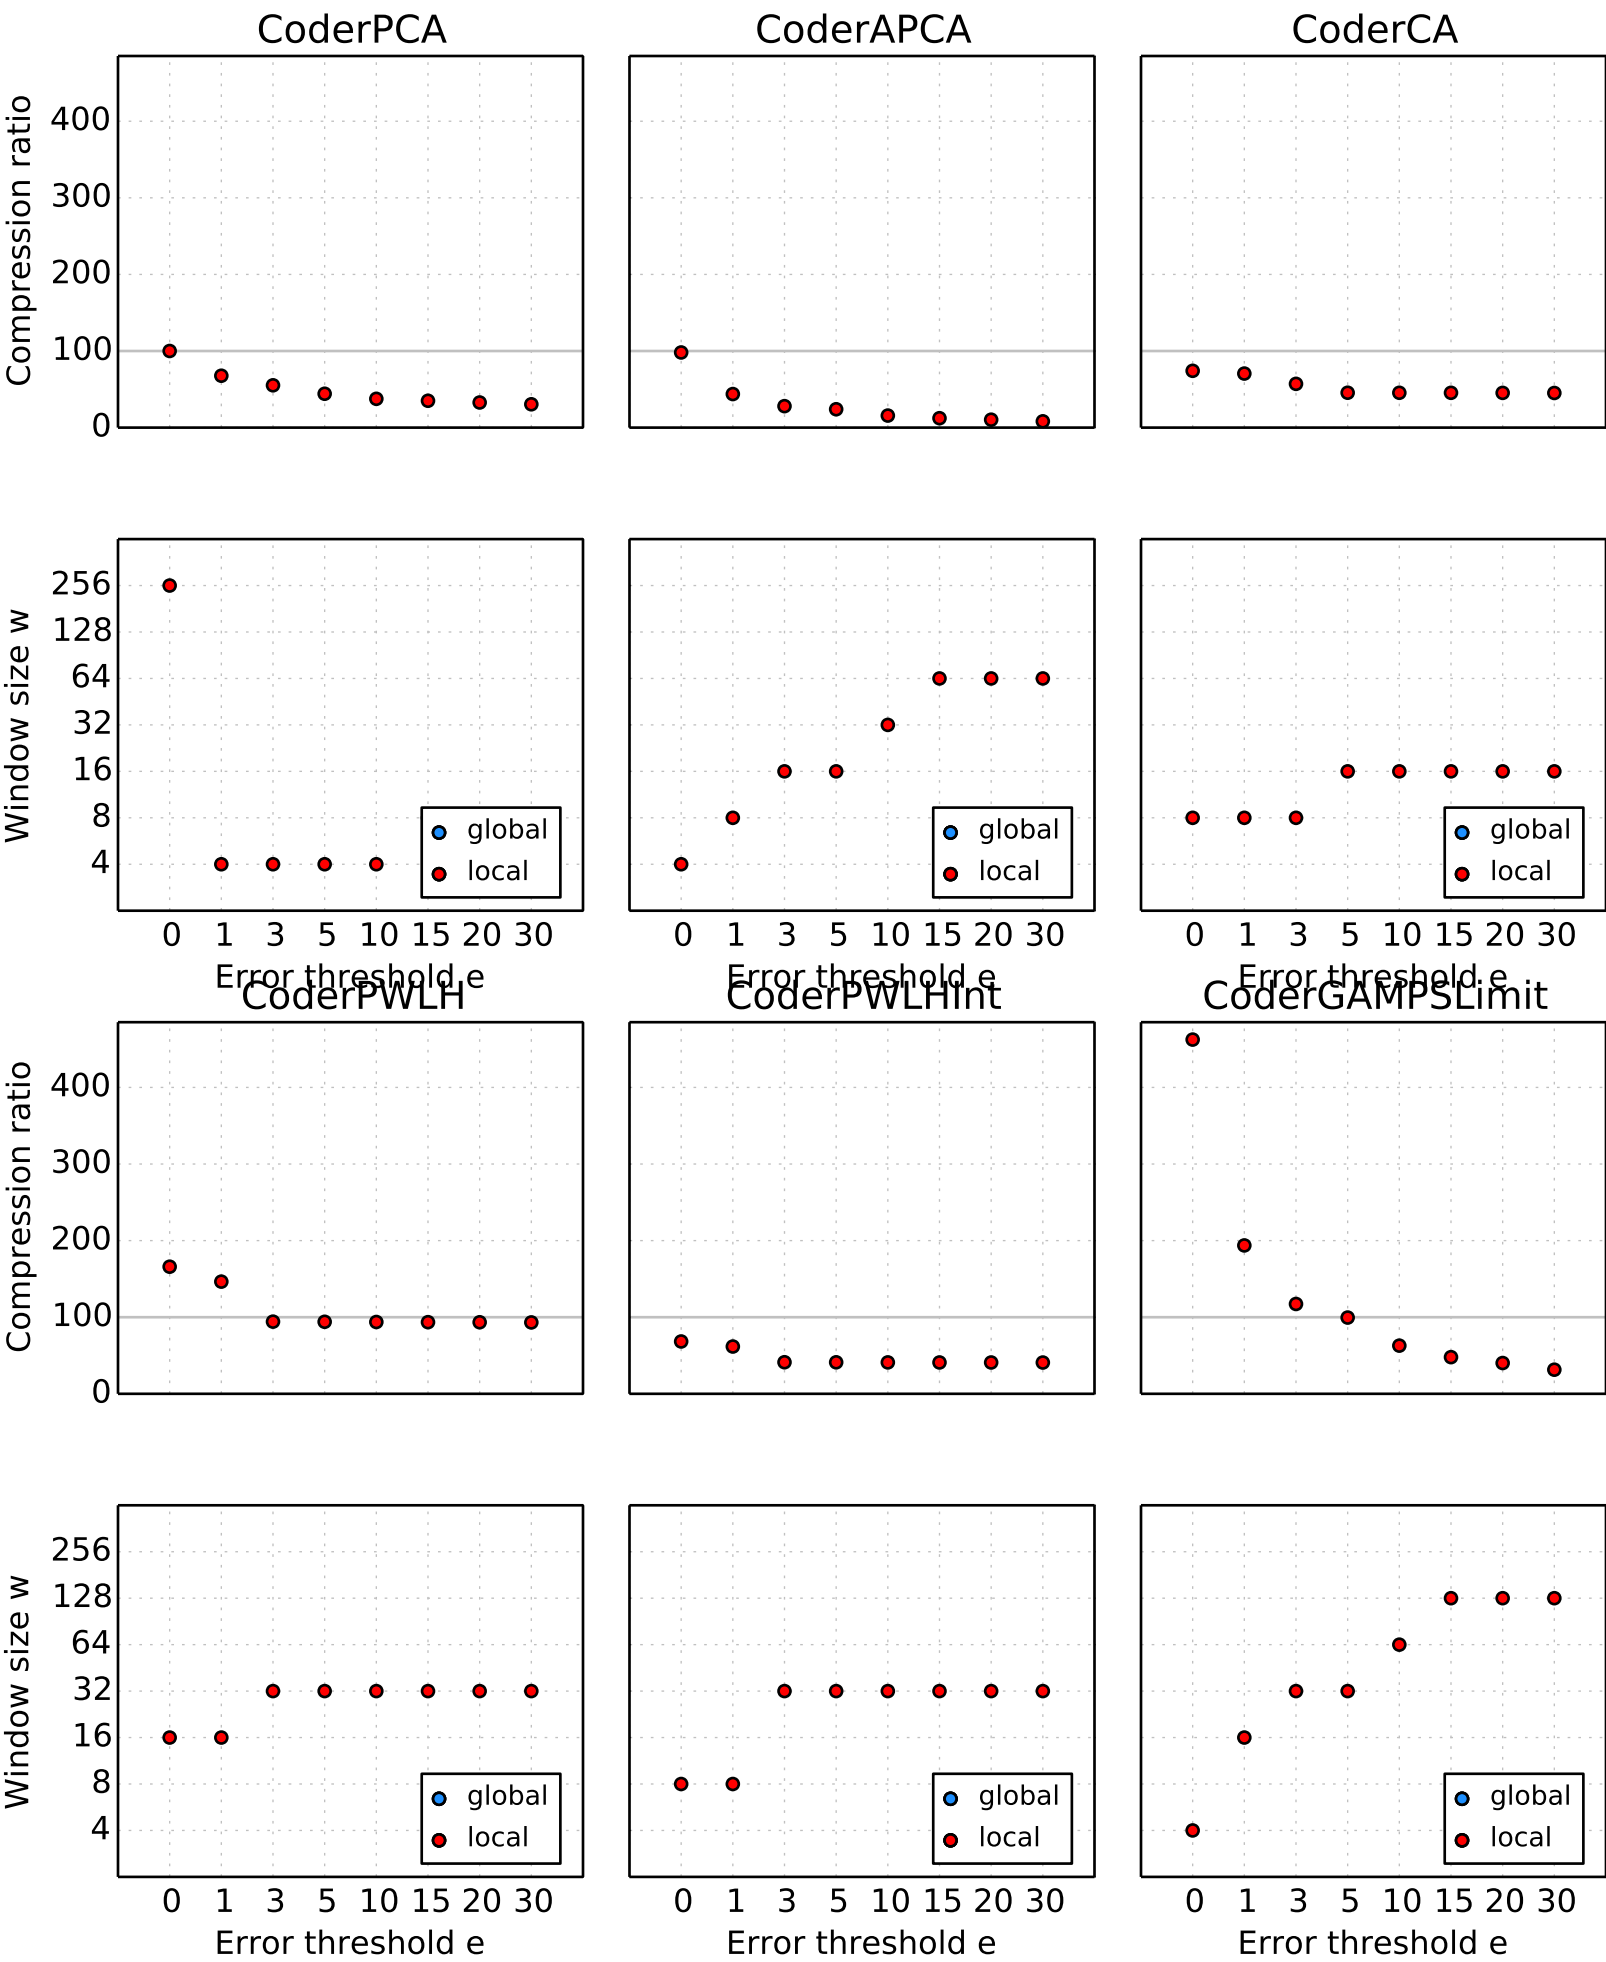 CoderPCA CoderAPCA CoderCA
Compression ratio
400
300
200
100
0
Window size w
256
128
64
32
16
8
4
global
local
global
local
global
local
0 1 3 5 10 15 20 30
0 1 3 5 10 15 20 30
0 1 3 5 10 15 20 30
Error threshold e
Error threshold e
Error threshold e
CoderPWLH CoderPWLHInt CoderGAMPSLimit
Compression ratio
400
300
200
100
0
Window size w
256
128
64
32
16
8
4
global
local
global
local
global
local
0 1 3 5 10 15 20 30
0 1 3 5 10 15 20 30
0 1 3 5 10 15 20 30
Error threshold e
Error threshold e
Error threshold e